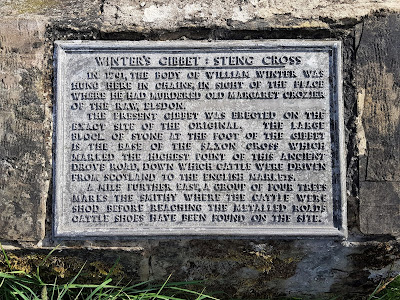 WINTER'S GIBBET : STENG CROSS
IN 1791, THE BODY OF WILLIAM WINTER WAS
HUNG HERE IN CHAINS, IN SIGHT OF THE PLACE
WHERE HE HAD MURDERED OLD MARGARET CROZIER
OF THE RAW, ELSDON.
THE PRESENT GIBBET WAS ERECTED ON THE
EXACT SITE OF THE ORIGINAL. THE LARGE
BLOCK OF STONE AT THE FOOT OF THE GIBBET
IS THE BASE OF THE SAXON CROSS WHICH
MARKED THE HIGHEST POINT OF THIS ANCIENT
DROVE ROAD, DOWN WHICH CATTLE WERE DRIVEN
FROM SCOTLAND TO THE ENGLISH MARKETS.
A MILE FURTHER EAST, A GROUP OF FOUR TREES
MARKS THE SMITHY WHERE THE CATTLE WERE
SHOD BEFORE REACHING THE METALLED ROADS.
CATTLE SHOES HAVE BEEN FOUND ON THE SITE.